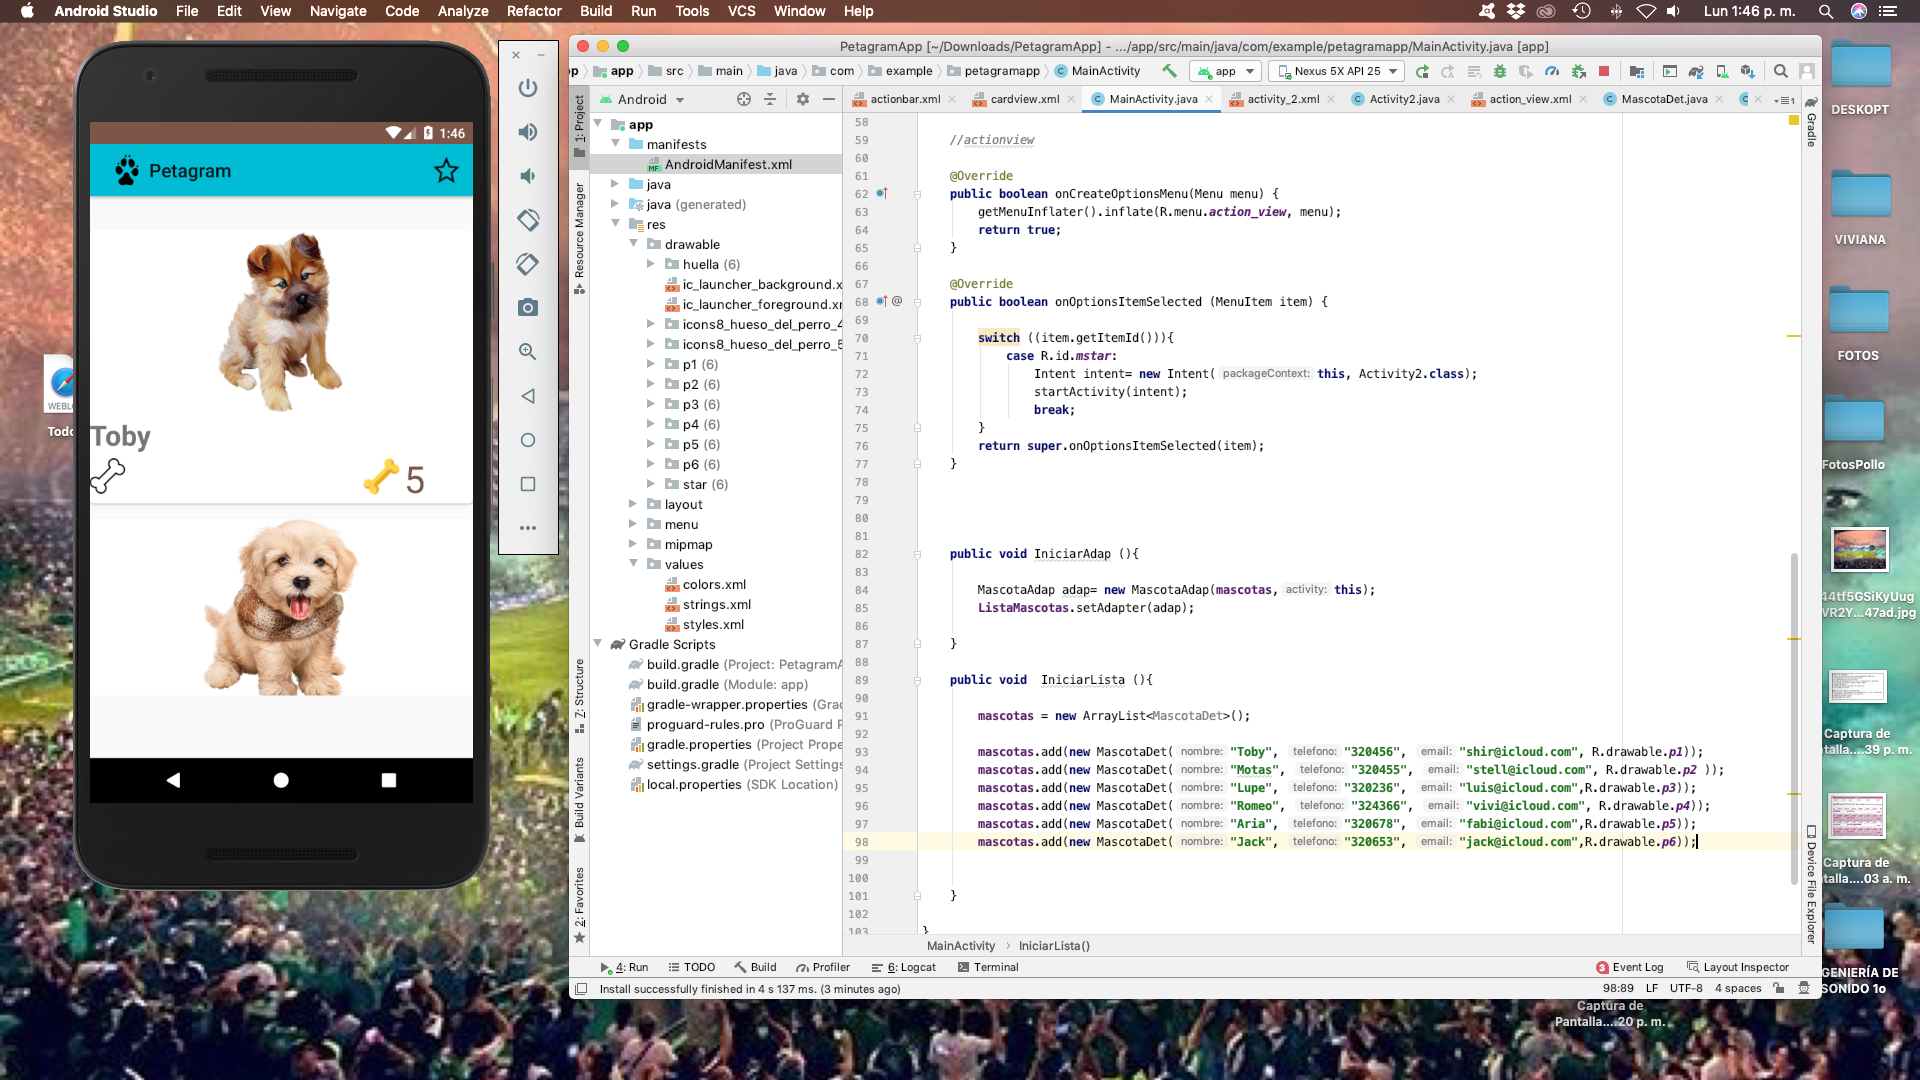 Android Studio File Edit View Navigate Code Analyze Refactor Build Run Tools VCS Window Help Lun 1:46 p. m.
PetagramApp [~/Downloads/PetagramApp] - .../app/src/main/java/com/example/petagramapp/MainActivity.java [app]
app src main java com example petagramapp MainActivity app Nexus 5X API 25
Android actionbar.xml cardview.xml MainActivity.java activity_2.xml Activity2.java action_view.xml MascotaDet.java
1: Project
Resource Manager
7: Structure
Build Variants
2: Favorites
app
manifests
AndroidManifest.xml
java
java (generated)
res
drawable
huella (6)
ic_launcher_background.x
ic_launcher_foreground.xr
icons8_hueso_del_perro_4
icons8_hueso_del_perro_5
p1 (6)
p2 (6)
p3 (6)
p4 (6)
p5 (6)
p6 (6)
star (6)
layout
menu
mipmap
values
colors.xml
strings.xml
styles.xml
Gradle Scripts
build.gradle (Project: PetagramA
build.gradle (Module: app)
gradle-wrapper.properties (Grad
proguard-rules.pro (ProGuard R
gradle.properties (Project Prope
settings.gradle (Project Settings
local.properties (SDK Location)
58
59 //actionview
60
61 @Override
62 public boolean onCreateOptionsMenu(Menu menu) {
63 getMenuInflater().inflate(R.menu.action_view, menu);
64 return true;
65 }
66
67 @Override
68 public boolean onOptionsItemSelected (MenuItem item) {
69
70 switch ((item.getItemId())){
71 case R.id.mstar:
72 Intent intent= new Intent( packageContext: this, Activity2.class);
73 startActivity(intent);
74 break;
75 }
76 return super.onOptionsItemSelected(item);
77 }
78
79
80
81
82 public void IniciarAdap (){
83
84 MascotaAdap adap= new MascotaAdap(mascotas, activity: this);
85 ListaMascotas.setAdapter(adap);
86
87 }
88
89 public void IniciarLista (){
90
91 mascotas = new ArrayList<MascotaDet>();
92
93 mascotas.add(new MascotaDet( nombre: "Toby", telefono: "320456", email: "shir@icloud.com", R.drawable.p1));
94 mascotas.add(new MascotaDet( nombre: "Motas", telefono: "320455", email: "stell@icloud.com", R.drawable.p2 ));
95 mascotas.add(new MascotaDet( nombre: "Lupe", telefono: "320236", email: "luis@icloud.com",R.drawable.p3));
96 mascotas.add(new MascotaDet( nombre: "Romeo", telefono: "324366", email: "vivi@icloud.com", R.drawable.p4));
97 mascotas.add(new MascotaDet( nombre: "Aria", telefono: "320678", email: "fabi@icloud.com",R.drawable.p5));
98 mascotas.add(new MascotaDet( nombre: "Jack", telefono: "320653", email: "jack@icloud.com",R.drawable.p6));
99
100
101 }
102
103 }
MainActivity IniciarLista()
4: Run TODO Build Profiler 6: Logcat Terminal 3 Event Log Layout Inspector
Install successfully finished in 4 s 137 ms. (3 minutes ago) 98:89 LF UTF-8 4 spaces
Gradle
Device File Explorer
1:46
Petagram
Toby
5
WEBLO
Todo
DESKOPT
VIVIANA
FOTOS
FotosPollo
44tf5GSiKyUug
VR2Y...47ad.jpg
Captura de
ntalla....39 p. m.
Captura de
ntalla....03 a. m.
GENIERÍA DE
SONIDO 1o
Captura de
Pantalla....20 p. m.